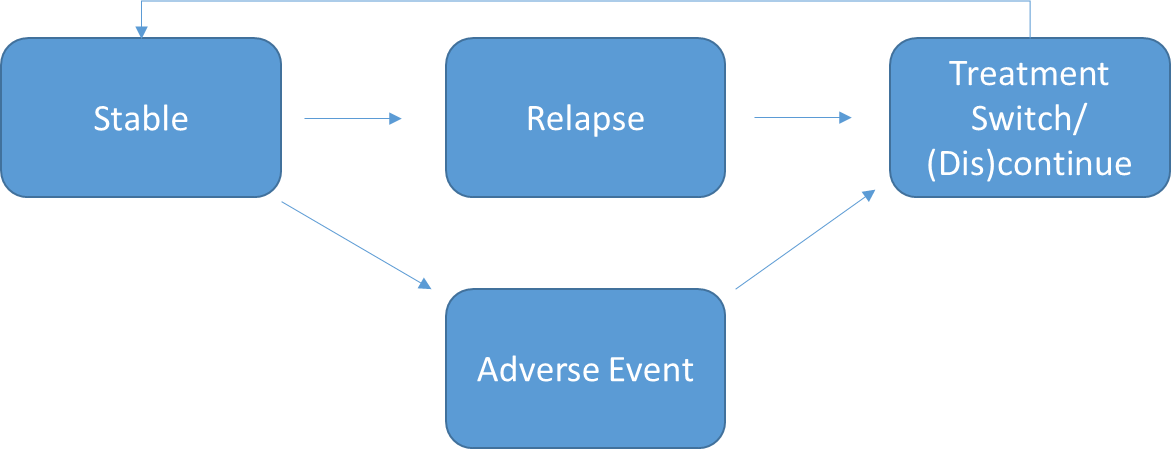 Stable
Relapse
Treatment
Switch/
(Dis)continue
Adverse Event